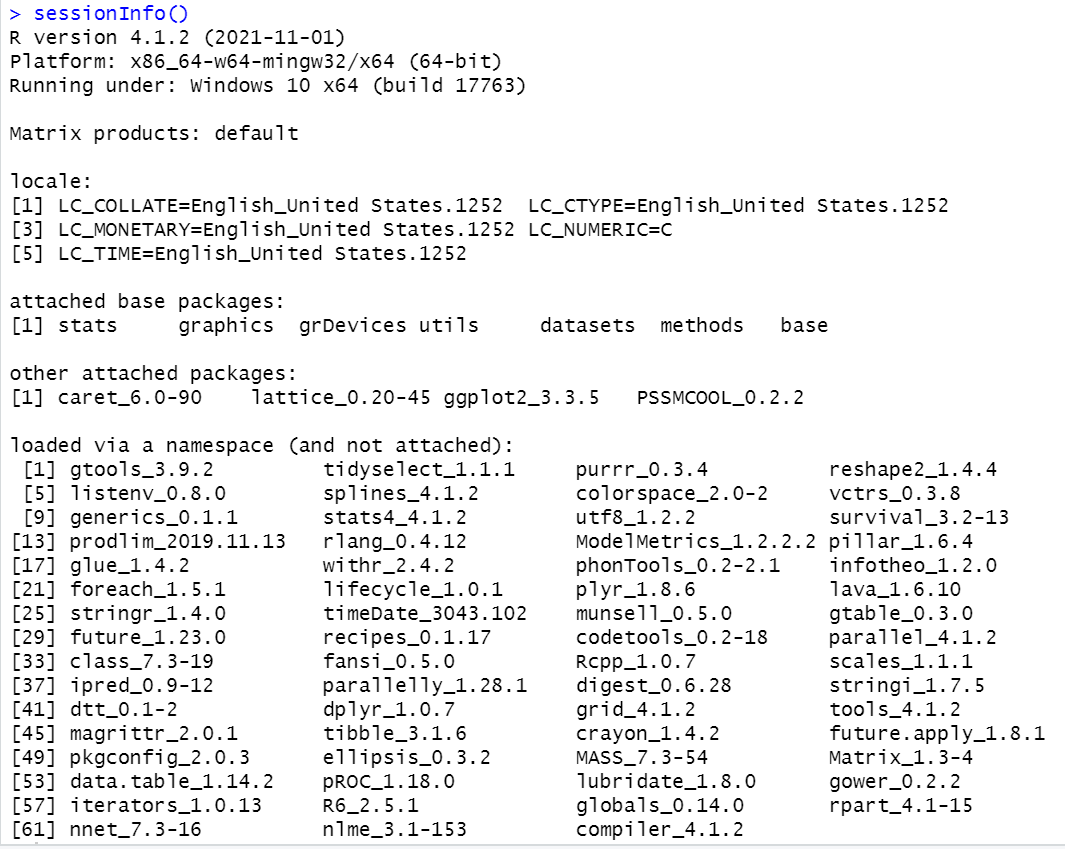 > sessionInfo()
R version 4.1.2 (2021-11-01)
Platform: x86_64-w64-mingw32/x64 (64-bit)
Running under: Windows 10 x64 (build 17763)

Matrix products: default

locale:
[1] LC_COLLATE=English_United States.1252  LC_CTYPE=English_United States.1252
[3] LC_MONETARY=English_United States.1252 LC_NUMERIC=C
[5] LC_TIME=English_United States.1252

attached base packages:
[1] stats     graphics  grDevices utils     datasets  methods   base

other attached packages:
[1] caret_6.0-90    lattice_0.20-45 ggplot2_3.3.5   PSSMCOOL_0.2.2

loaded via a namespace (and not attached):
 [1] gtools_3.9.2         tidyselect_1.1.1     purrr_0.3.4          reshape2_1.4.4
 [5] listenv_0.8.0        splines_4.1.2        colorspace_2.0-2     vctrs_0.3.8
 [9] generics_0.1.1       stats4_4.1.2         utf8_1.2.2           survival_3.2-13
[13] prodlim_2019.11.13   rlang_0.4.12         ModelMetrics_1.2.2.2 pillar_1.6.4
[17] glue_1.4.2           withr_2.4.2          phonTools_0.2-2.1    infotheo_1.2.0
[21] foreach_1.5.1        lifecycle_1.0.1      plyr_1.8.6           lava_1.6.10
[25] stringr_1.4.0        timeDate_3043.102    munsell_0.5.0        gtable_0.3.0
[29] future_1.23.0        recipes_0.1.17       codetools_0.2-18     parallel_4.1.2
[33] class_7.3-19         fansi_0.5.0          Rcpp_1.0.7           scales_1.1.1
[37] ipred_0.9-12         parallelly_1.28.1    digest_0.6.28        stringi_1.7.5
[41] dtt_0.1-2            dplyr_1.0.7          grid_4.1.2           tools_4.1.2
[45] magrittr_2.0.1       tibble_3.1.6         crayon_1.4.2         future.apply_1.8.1
[49] pkgconfig_2.0.3      ellipsis_0.3.2       MASS_7.3-54          Matrix_1.3-4
[53] data.table_1.14.2    pROC_1.18.0          lubridate_1.8.0      gower_0.2.2
[57] iterators_1.0.13     R6_2.5.1             globals_0.14.0       rpart_4.1-15
[61] nnet_7.3-16          nlme_3.1-153         compiler_4.1.2